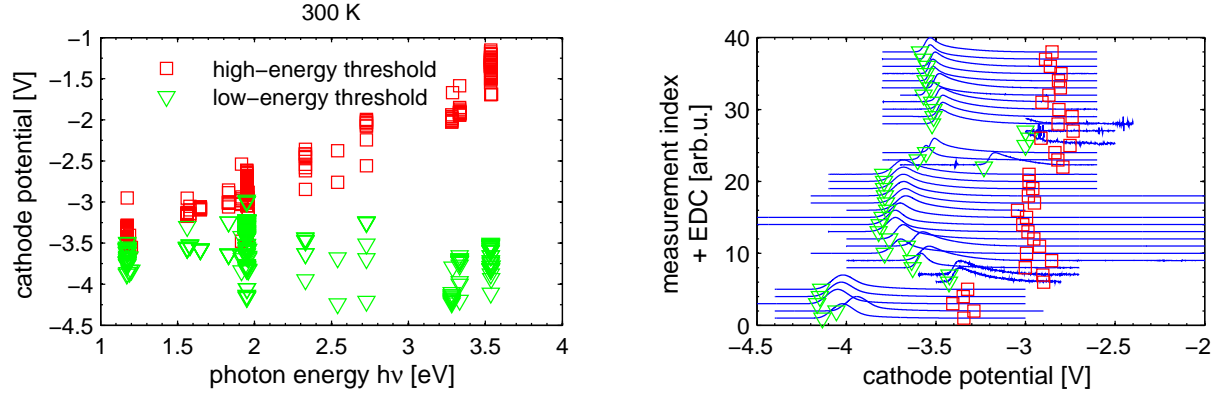 300 K
−1
−1.5
−2
−2.5
−3
−3.5
−4
−4.5
cathode potential [V]
high−energy threshold
low−energy threshold
1 1.5 2 2.5 3 3.5 4
photon energy hν [eV]
40
30
20
10
0
measurement index
+ EDC [arb.u.]
−4.5 −4 −3.5 −3 −2.5 −2
cathode potential [V]